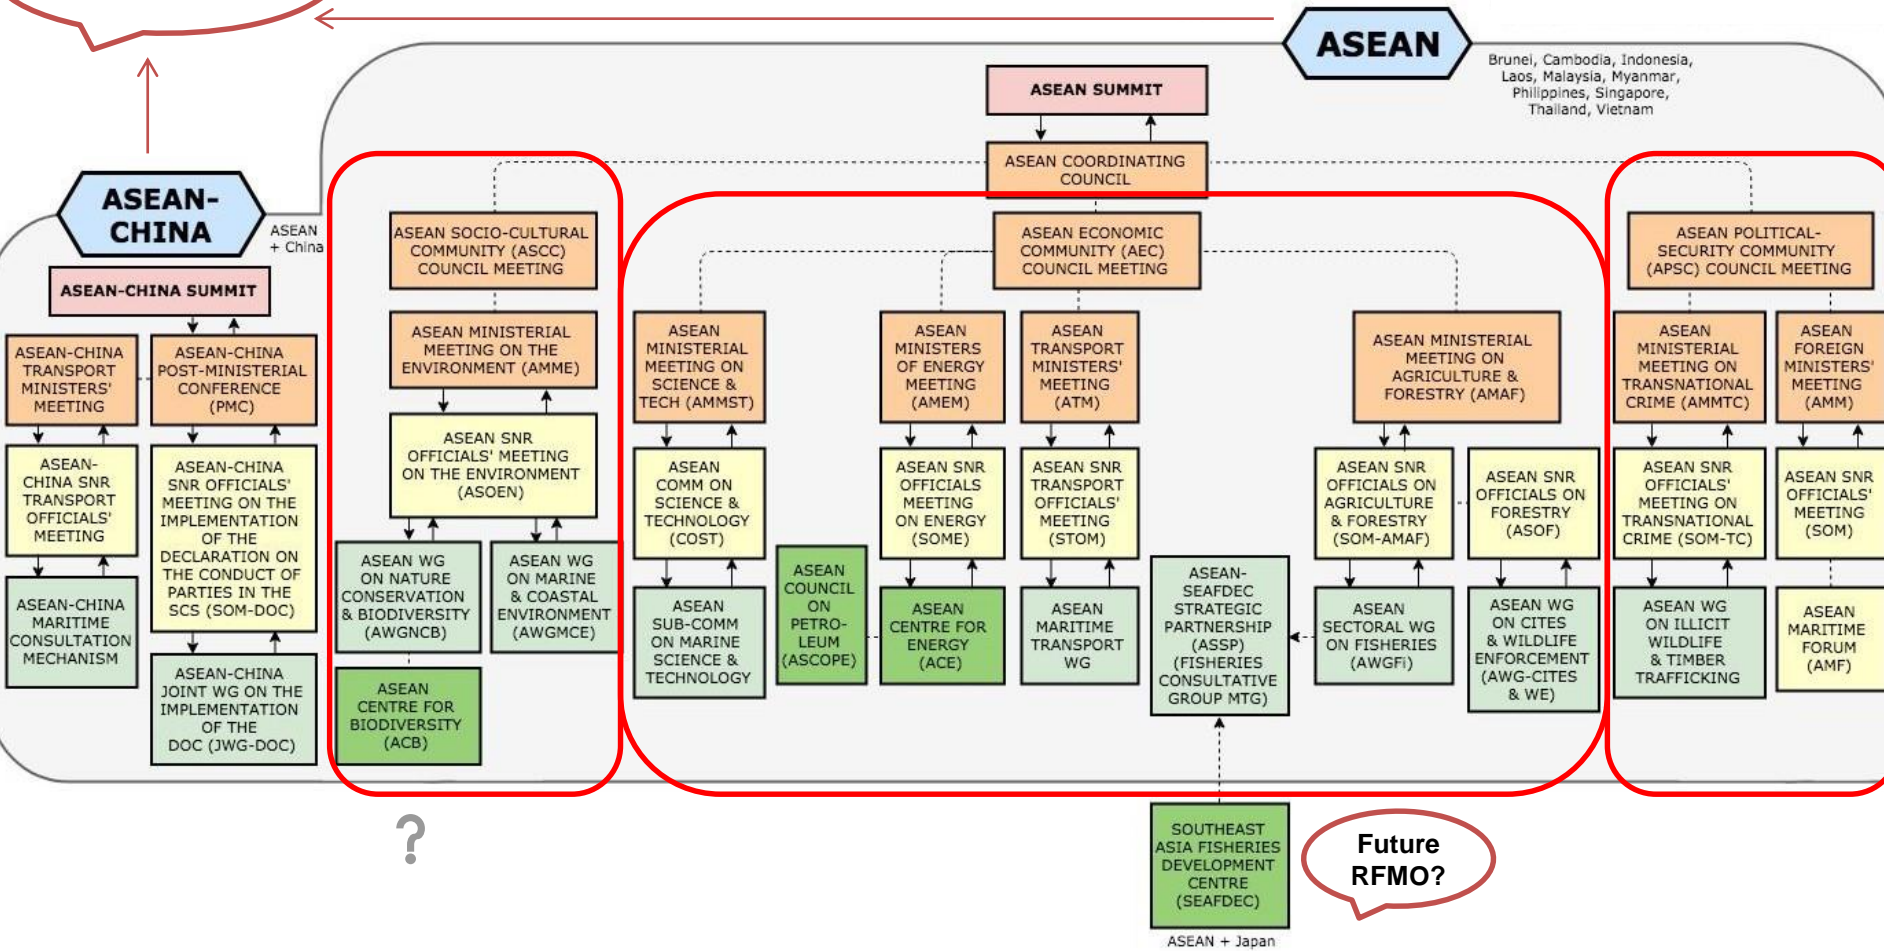 ASEAN
Brunei, Cambodia, Indonesia,
Laos, Malaysia, Myanmar,
Philippines, Singapore,
Thailand, Vietnam
ASEAN SUMMIT
ASEAN COORDINATING
COUNCIL
ASEAN-
CHINA
ASEAN
+ China
ASEAN-CHINA SUMMIT
ASEAN-CHINA
TRANSPORT
MINISTERS'
MEETING
ASEAN-CHINA
POST-MINISTERIAL
CONFERENCE
(PMC)
ASEAN-
CHINA SNR
TRANSPORT
OFFICIALS'
MEETING
ASEAN-CHINA
SNR OFFICIALS'
MEETING ON THE
IMPLEMENTATION
OF THE
DECLARATION ON
THE CONDUCT OF
PARTIES IN THE
SCS (SOM-DOC)
ASEAN-CHINA
MARITIME
CONSULTATION
MECHANISM
ASEAN-CHINA
JOINT WG ON THE
IMPLEMENTATION
OF THE
DOC (JWG-DOC)
ASEAN SOCIO-CULTURAL
COMMUNITY (ASCC)
COUNCIL MEETING
ASEAN MINISTERIAL
MEETING ON THE
ENVIRONMENT (AMME)
ASEAN SNR
OFFICIALS' MEETING
ON THE ENVIRONMENT
(ASOEN)
ASEAN WG
ON NATURE
CONSERVATION
& BIODIVERSITY
(AWGNCB)
ASEAN WG
ON MARINE
& COASTAL
ENVIRONMENT
(AWGMCE)
ASEAN
CENTRE FOR
BIODIVERSITY
(ACB)
?
ASEAN ECONOMIC
COMMUNITY (AEC)
COUNCIL MEETING
ASEAN
MINISTERIAL
MEETING ON
SCIENCE &
TECH (AMMST)
ASEAN
COMM ON
SCIENCE &
TECHNOLOGY
(COST)
ASEAN
SUB-COMM
ON MARINE
SCIENCE &
TECHNOLOGY
ASEAN
COUNCIL
ON
PETRO-
LEUM
(ASCOPE)
ASEAN
MINISTERS
OF ENERGY
MEETING
(AMEM)
ASEAN SNR
OFFICIALS
MEETING
ON ENERGY
(SOME)
ASEAN
CENTRE FOR
ENERGY
(ACE)
ASEAN
TRANSPORT
MINISTERS'
MEETING
(ATM)
ASEAN SNR
TRANSPORT
OFFICIALS'
MEETING
(STOM)
ASEAN
MARITIME
TRANSPORT
WG
ASEAN-
SEAFDEC
STRATEGIC
PARTNERSHIP
(ASSP)
(FISHERIES
CONSULTATIVE
GROUP MTG)
ASEAN MINISTERIAL
MEETING ON
AGRICULTURE &
FORESTRY (AMAF)
ASEAN SNR
OFFICIALS ON
AGRICULTURE
& FORESTRY
(SOM-AMAF)
ASEAN SNR
OFFICIALS ON
FORESTRY
(ASOF)
ASEAN
SECTORAL WG
ON FISHERIES
(AWGFi)
ASEAN WG
ON CITES
& WILDLIFE
ENFORCEMENT
(AWG-CITES
& WE)
ASEAN POLITICAL-
SECURITY COMMUNITY
(APSC) COUNCIL MEETING
ASEAN
MINISTERIAL
MEETING ON
TRANSNATIONAL
CRIME (AMMTC)
ASEAN
FOREIGN
MINISTERS'
MEETING
(AMM)
ASEAN SNR
OFFICIALS'
MEETING ON
TRANSNATIONAL
CRIME (SOM-TC)
ASEAN SNR
OFFICIALS'
MEETING
(SOM)
ASEAN WG
ON ILLICIT
WILDLIFE
& TIMBER
TRAFFICKING
ASEAN
MARITIME
FORUM
(AMF)
SOUTHEAST
ASIA FISHERIES
DEVELOPMENT
CENTRE
(SEAFDEC)
ASEAN + Japan
Future
RFMO?